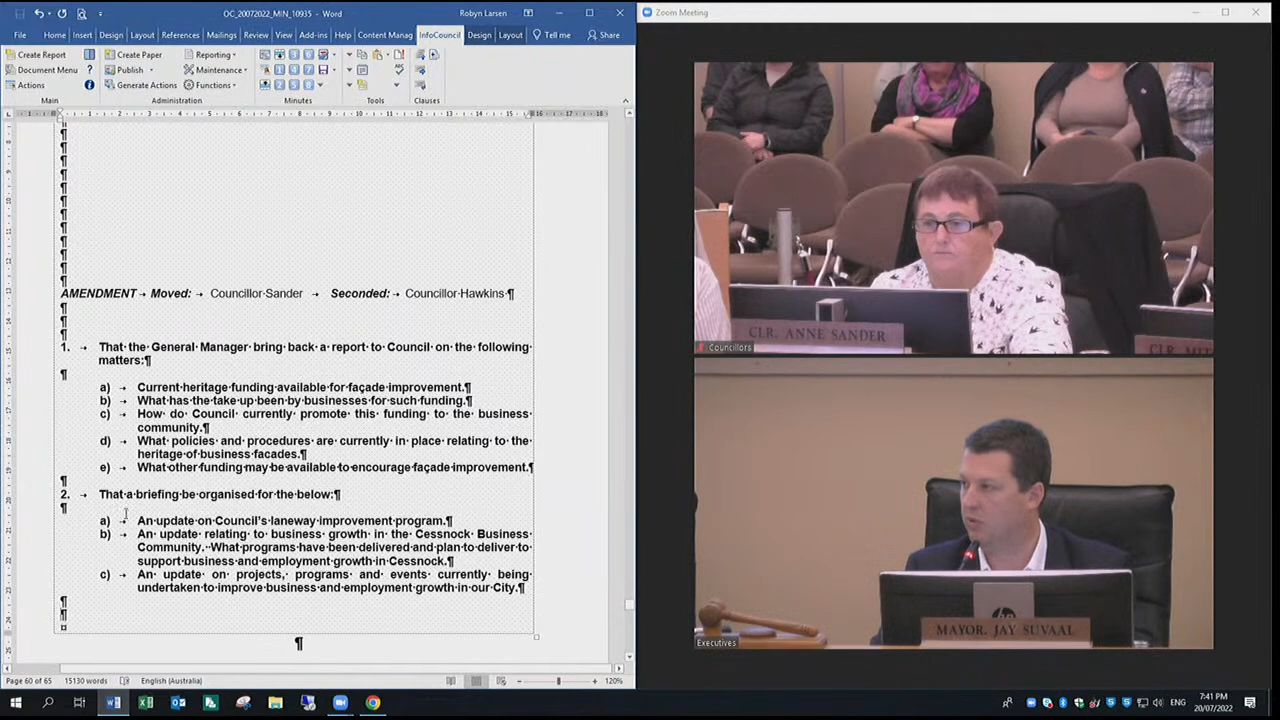 OC_20072022_MIN_10935 - Word
Robyn Larsen
File Home Insert Design Layout References Mailings Review View Add-ins Help Content Manag InfoCouncil Design Layout Tell me Share
Create Report Create Paper Reporting
Document Menu Publish Maintenance
Actions Generate Actions Functions
Main Administration Minutes Tools Clauses
AMENDMENT Moved: Councillor Sander Seconded: Councillor Hawkins
1. That the General Manager bring back a report to Council on the following
matters:
a) Current heritage funding available for façade improvement.
b) What has the take up been by businesses for such funding.
c) How do Council currently promote this funding to the business
community.
d) What policies and procedures are currently in place relating to the
heritage of business facades.
e) What other funding may be available to encourage façade improvement.
2. That a briefing be organised for the below:
a) An update on Council's laneway improvement program.
b) An update relating to business growth in the Cessnock Business
Community. What programs have been delivered and plan to deliver to
support business and employment growth in Cessnock.
c) An update on projects, programs and events currently being
undertaken to improve business and employment growth in our City.
Page 60 of 65 15130 words English (Australia) 120%
Zoom Meeting
CLR. ANNE SANDER
Councillors
MAYOR. JAY SUVAAL
Executives
ENG
7:41 PM
20/07/2022